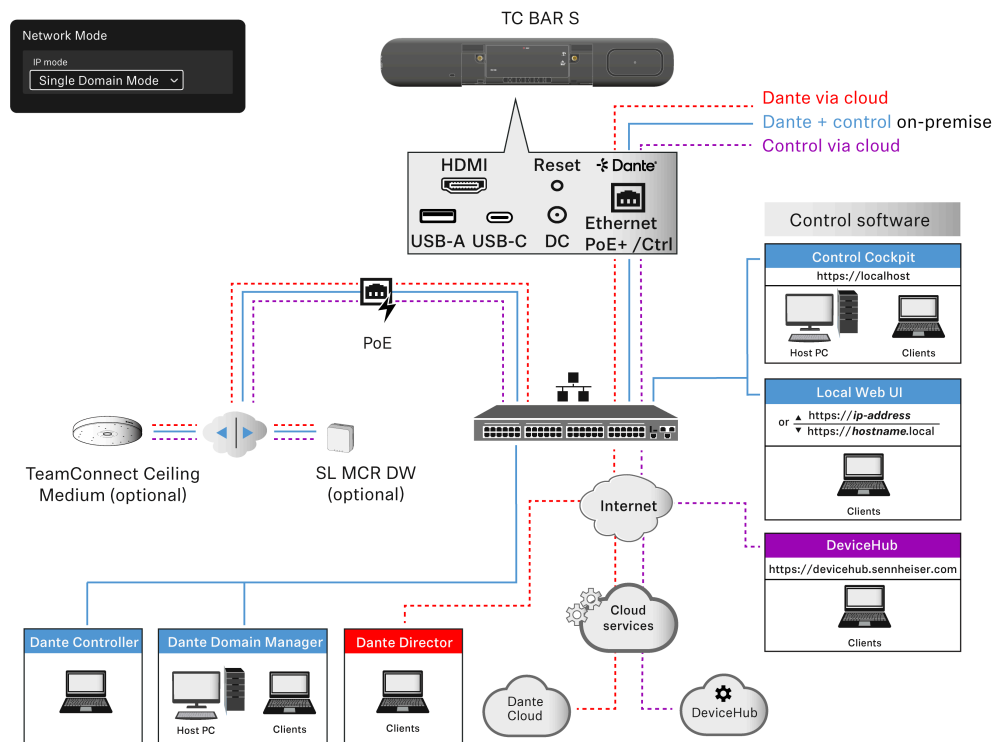 TC BAR S
Network Mode
IP mode
Single Domain Mode
Dante via cloud
Dante + control on-premise
Control via cloud
HDMI
Reset
Dante
USB-A
USB-C
DC
Ethernet
PoE+ /Ctrl
Control software
Control Cockpit
https://localhost
Host PC
Clients
PoE
Local Web UI
or
https://ip-address
https://hostname.local
Clients
TeamConnect Ceiling
Medium (optional)
SL MCR DW
(optional)
Internet
DeviceHub
https://devicehub.sennheiser.com
Clients
Cloud
services
Dante Controller
Dante Domain Manager
Host PC
Clients
Dante Director
Clients
Dante
Cloud
DeviceHub